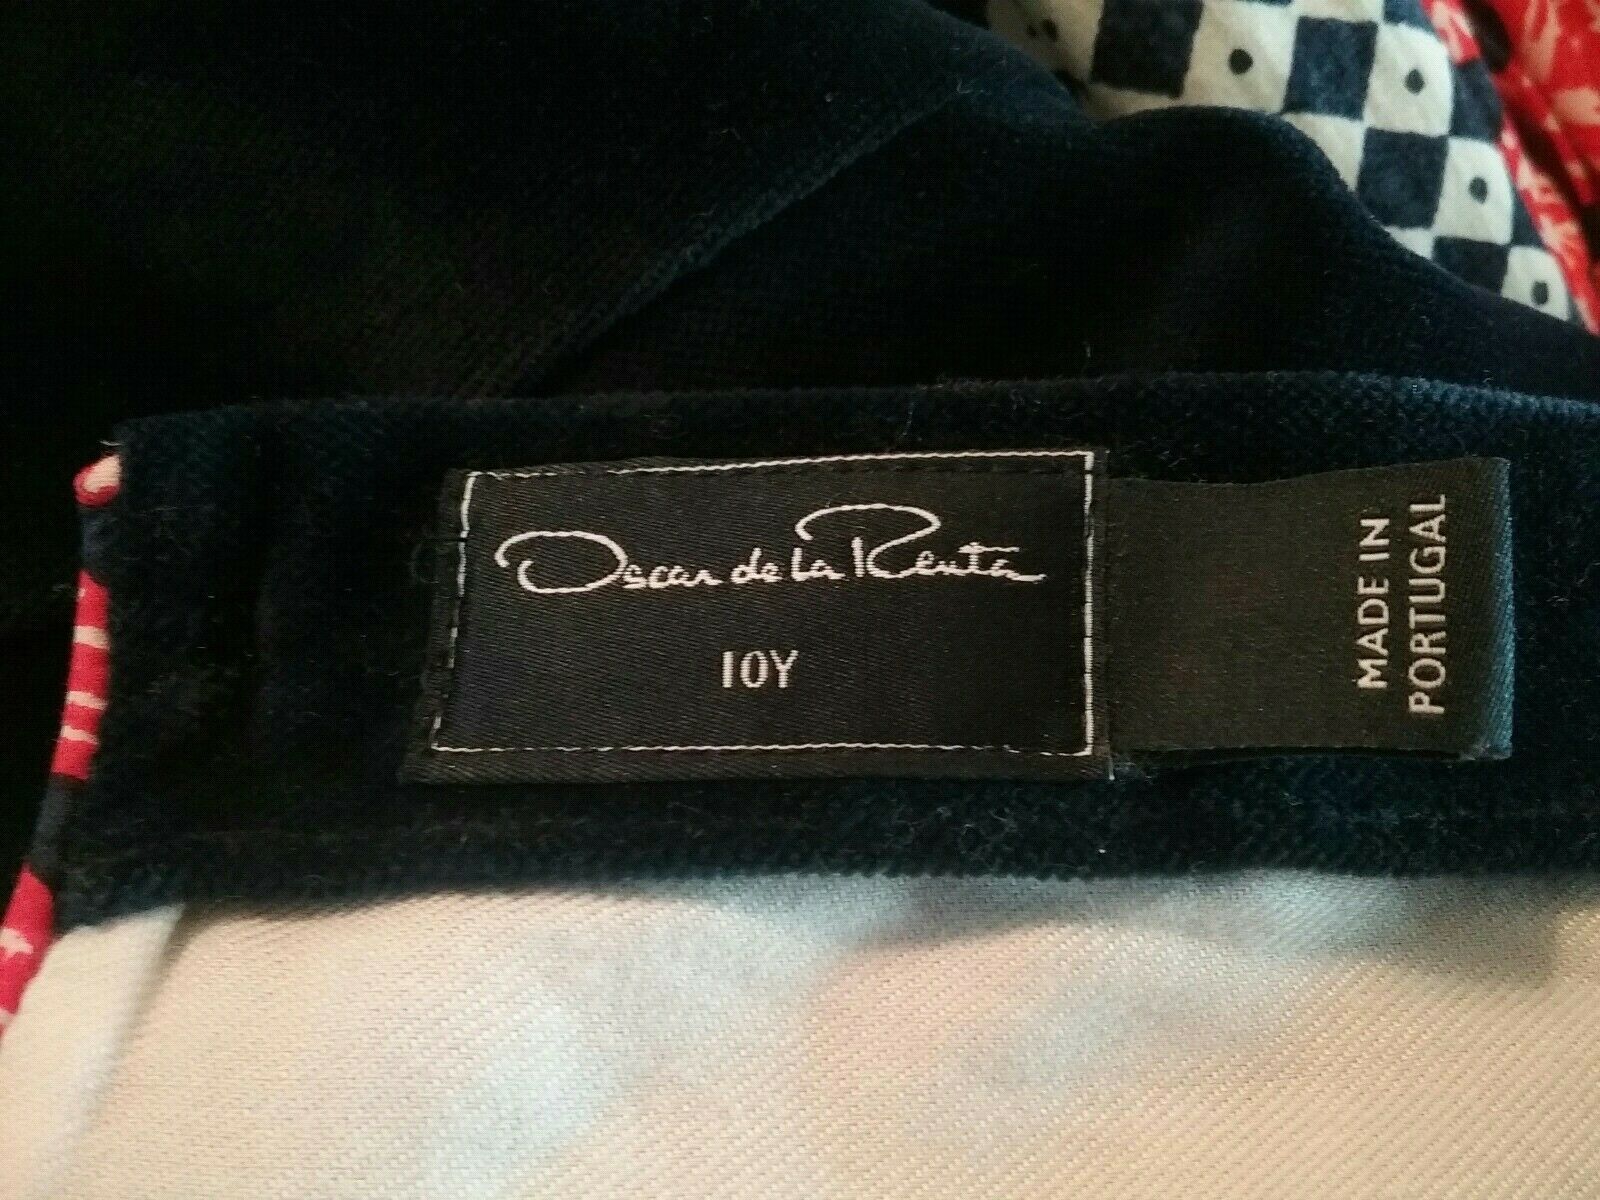 Oscar de la Renta
10Y
MADE IN
PORTUGAL